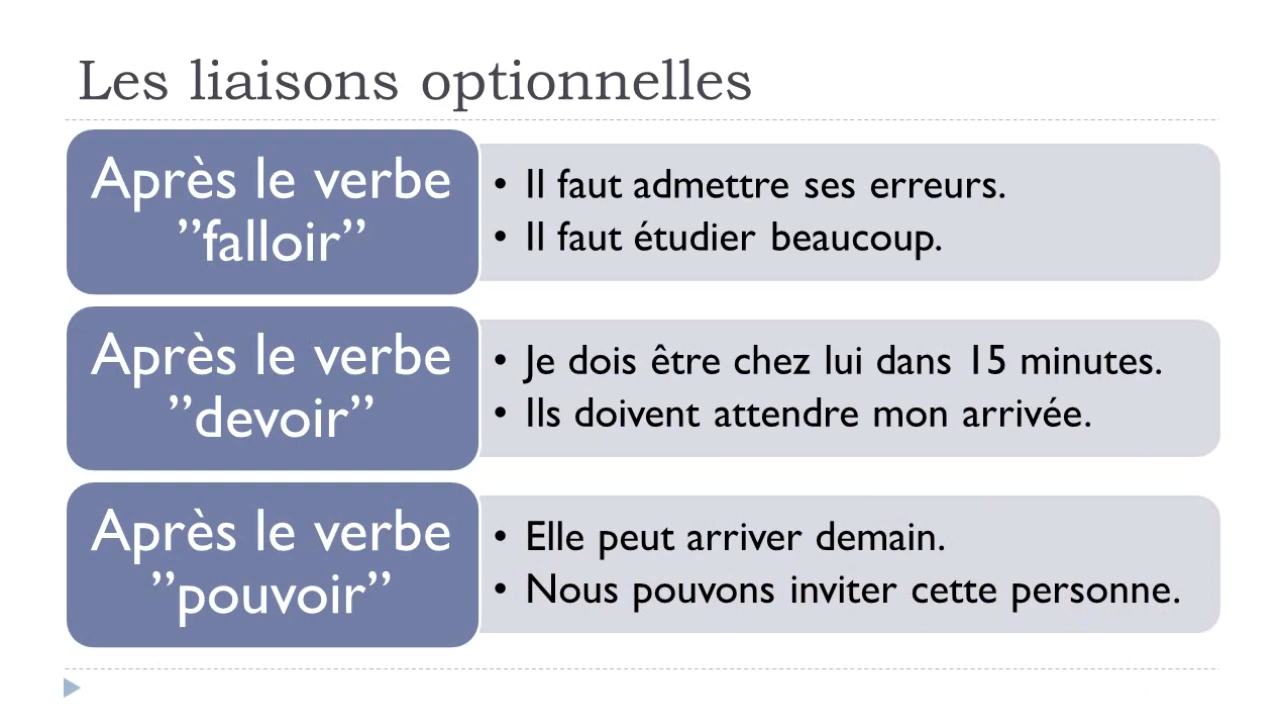 Les liaisons optionnelles
Après le verbe
”falloir”
• Il faut admettre ses erreurs.
• Il faut étudier beaucoup.
Après le verbe
”devoir”
• Je dois être chez lui dans 15 minutes.
• Ils doivent attendre mon arrivée.
Après le verbe
”pouvoir”
• Elle peut arriver demain.
• Nous pouvons inviter cette personne.